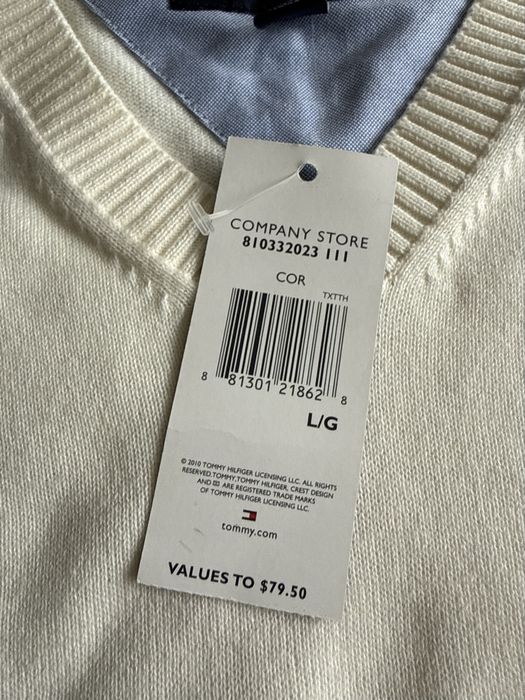 COMPANY STORE
810332023 111
COR
TXTTH
8 81301 21862 8
L/G
© 2010 TOMMY HILFIGER LICENSING LLC. ALL RIGHTS
RESERVED.TOMMY,TOMMY HILFIGER, CREST DESIGN
AND ARE REGISTERED TRADE MARKS
OF TOMMY HILFIGER LICENSING LLC.
tommy.com
VALUES TO $79.50